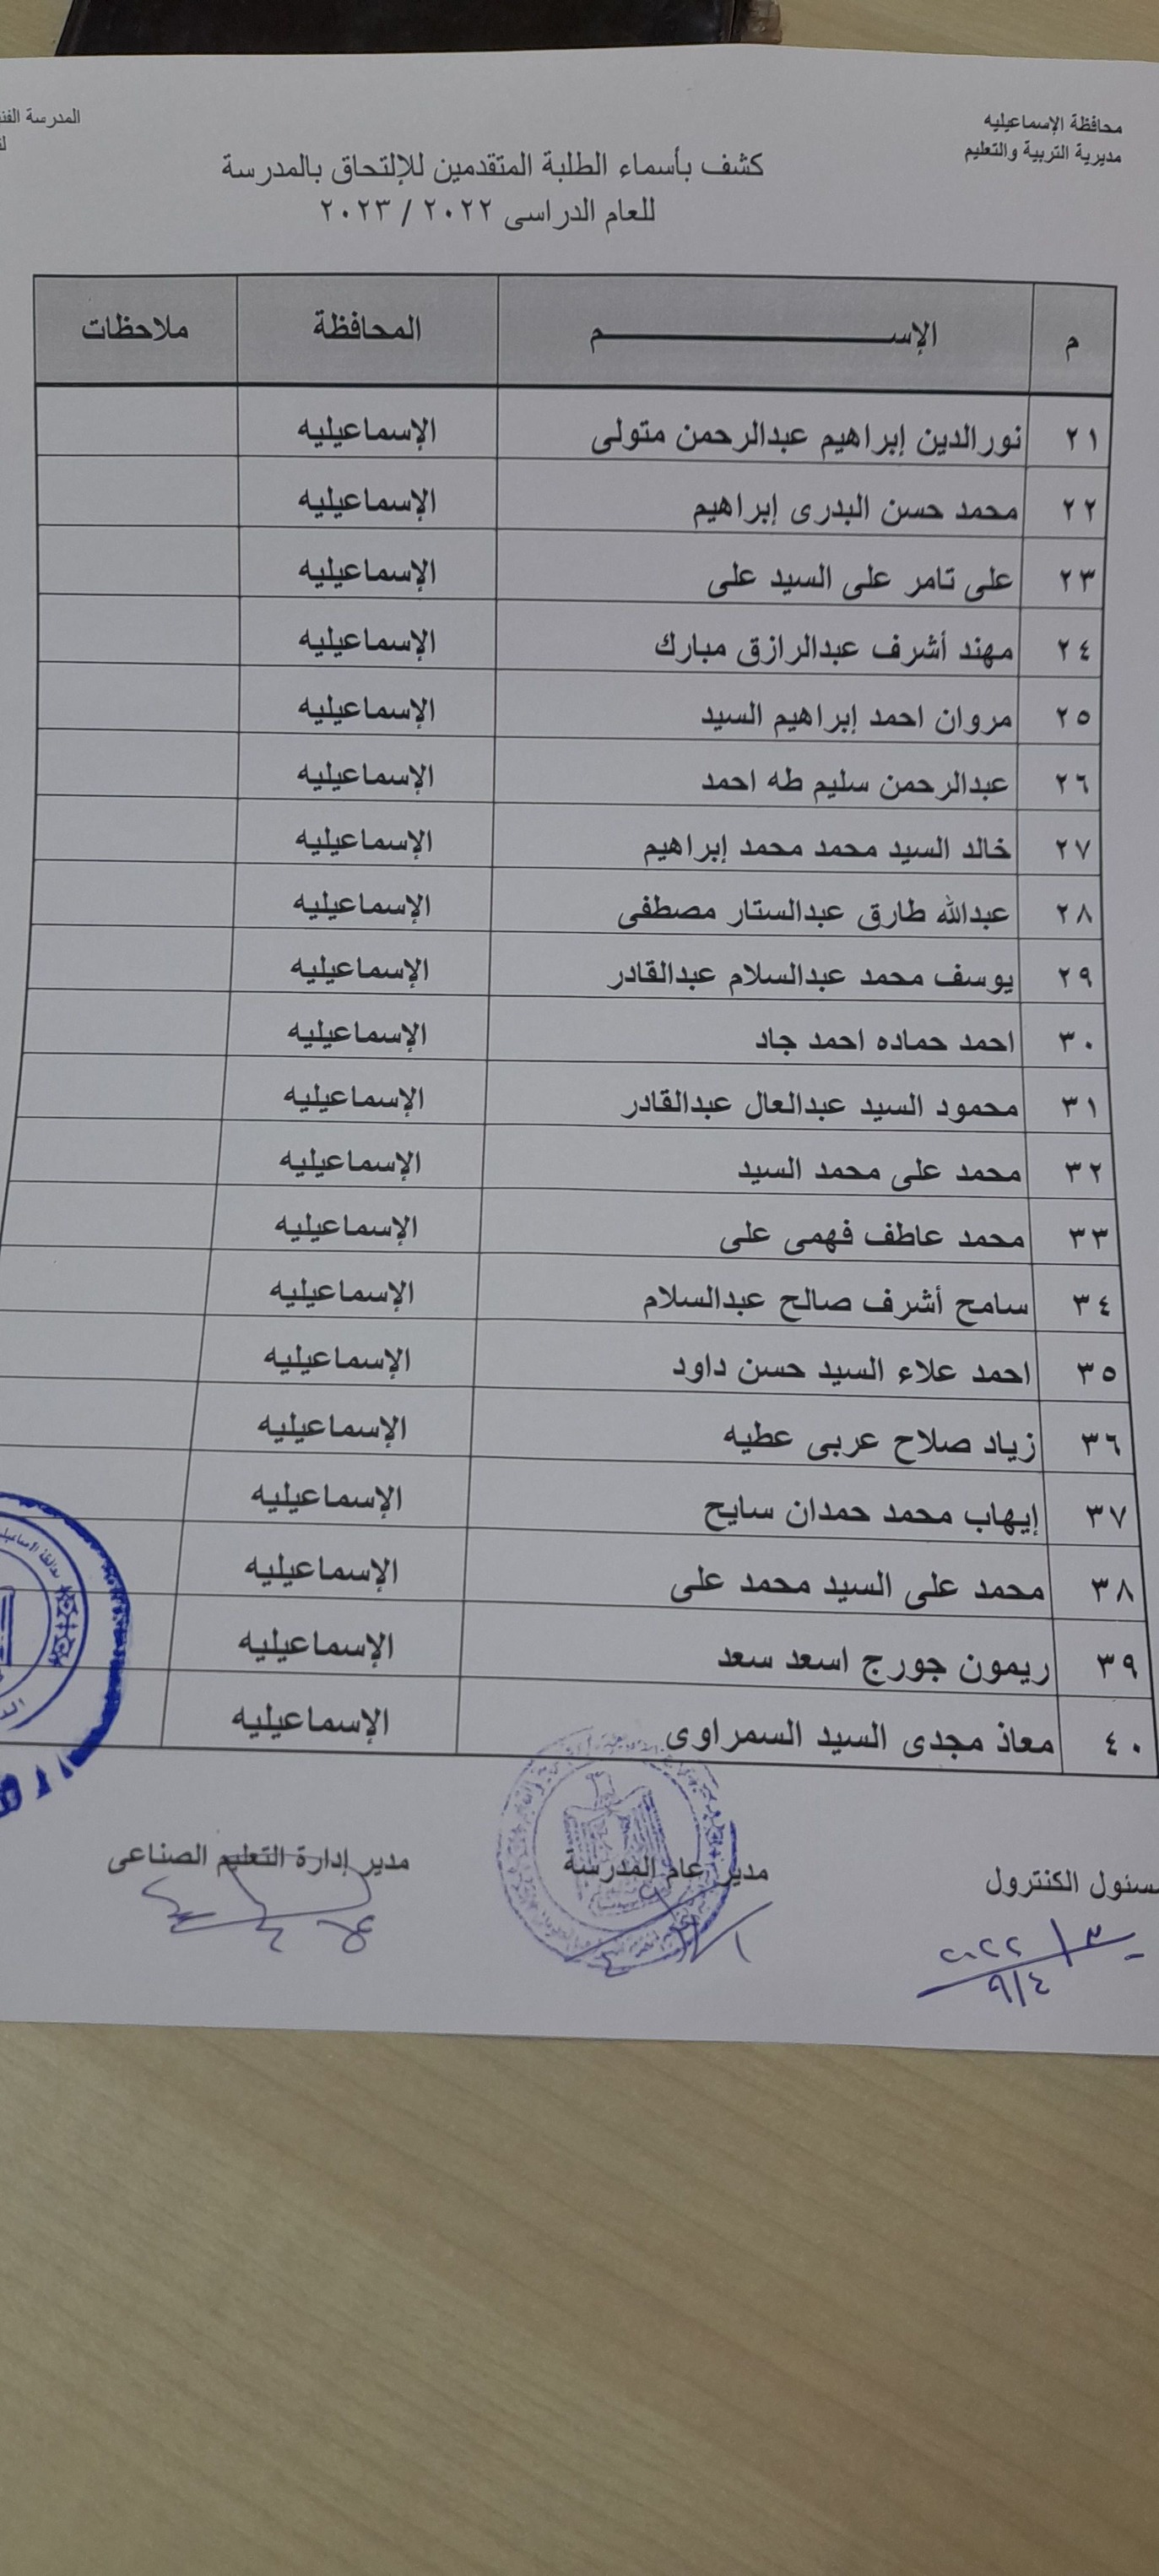 محافظة الإسماعيليه
مديرية التربية والتعليم
المدرسة
كشف بأسماء الطلبة المتقدمين للإلتحاق بالمدرسة
للعام الدراسى ٢٠٢٢ / ٢٠٢٣
م الإســـــــــم المحافظة ملاحظات
٢١ نورالدين إبراهيم عبدالرحمن متولى الإسماعيليه
٢٢ محمد حسن البدرى إبراهيم الإسماعيليه
٢٣ على تامر على السيد على الإسماعيليه
٢٤ مهند أشرف عبدالرازق مبارك الإسماعيليه
٢٥ مروان احمد إبراهيم السيد الإسماعيليه
٢٦ عبدالرحمن سليم طه احمد الإسماعيليه
٢٧ خالد السيد محمد محمد إبراهيم الإسماعيليه
٢٨ عبدالله طارق عبدالستار مصطفى الإسماعيليه
٢٩ يوسف محمد عبدالسلام عبدالقادر الإسماعيليه
٣٠ احمد حماده احمد جاد الإسماعيليه
٣١ محمود السيد عبدالعال عبدالقادر الإسماعيليه
٣٢ محمد على محمد السيد الإسماعيليه
٣٣ محمد عاطف فهمى على الإسماعيليه
٣٤ سامح أشرف صالح عبدالسلام الإسماعيليه
٣٥ احمد علاء السيد حسن داود الإسماعيليه
٣٦ زياد صلاح عربى عطيه الإسماعيليه
٣٧ إيهاب محمد حمدان سايح الإسماعيليه
٣٨ محمد على السيد محمد على الإسماعيليه
٣٩ ريمون جورج اسعد سعد الإسماعيليه
٤٠ معاذ مجدى السيد السمراوى الإسماعيليه
مسئول الكنترول مدير عام المدرسة مدير إدارة التعليم الصناعى
٢٠٢٢
٩/٤